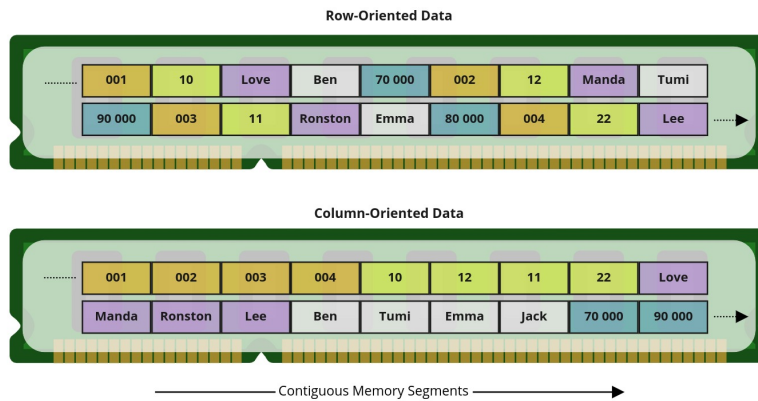 Row-Oriented Data
001 10 Love Ben 70 000 002 12 Manda Tumi
90 000 003 11 Ronston Emma 80 000 004 22 Lee
Column-Oriented Data
001 002 003 004 10 12 11 22 Love
Manda Ronston Lee Ben Tumi Emma Jack 70 000 90 000
Contiguous Memory Segments